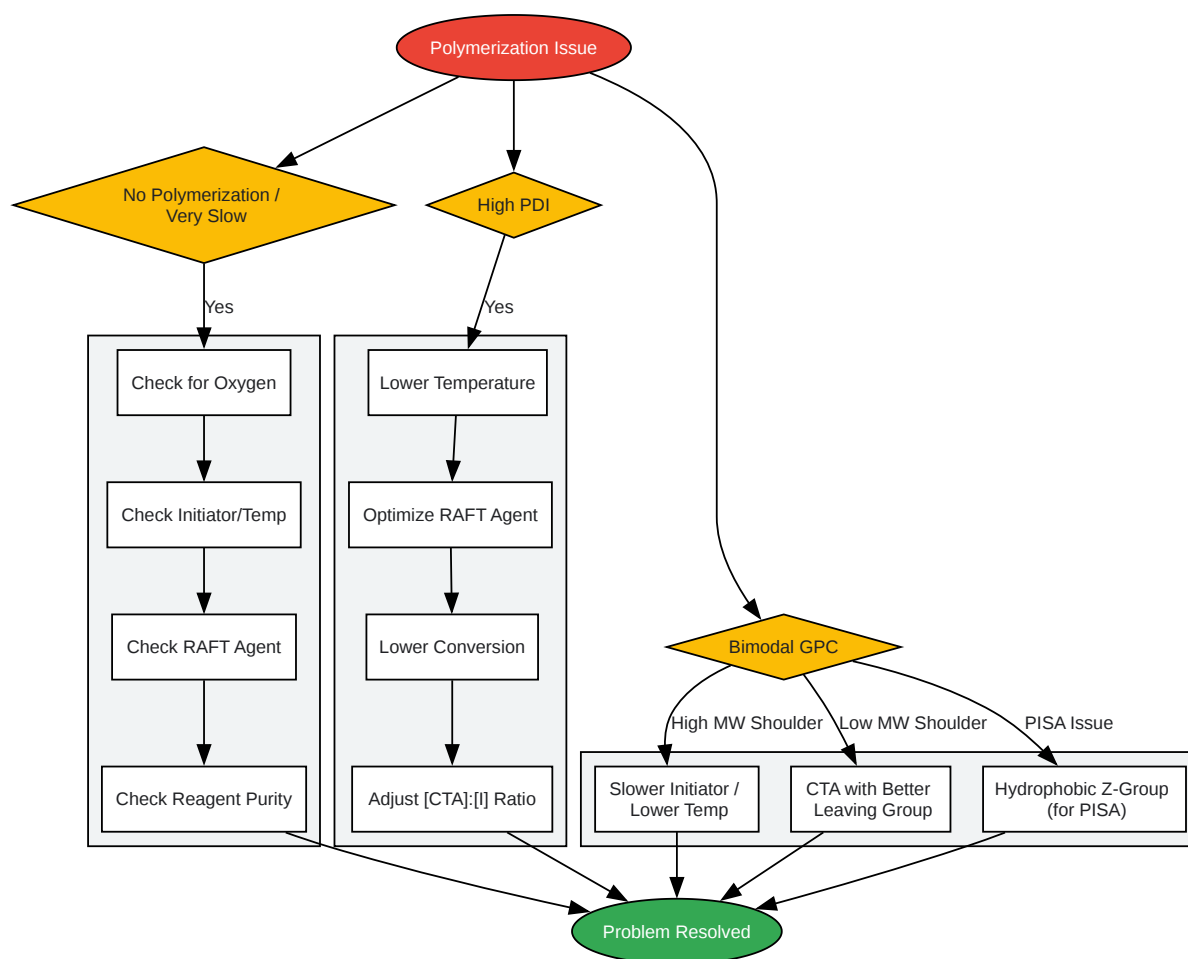 Polymerization Issue
No Polymerization /
Very Slow
High PDI
Yes
Yes
Check for Oxygen
Lower Temperature
Check Initiator/Temp
Optimize RAFT Agent
Check RAFT Agent
Lower Conversion
Bimodal GPC
High MW Shoulder
Low MW Shoulder
PISA Issue
Check Reagent Purity
Adjust [CTA]:[I] Ratio
Slower Initiator /
Lower Temp
CTA with Better
Leaving Group
Hydrophobic Z-Group
(for PISA)
Problem Resolved